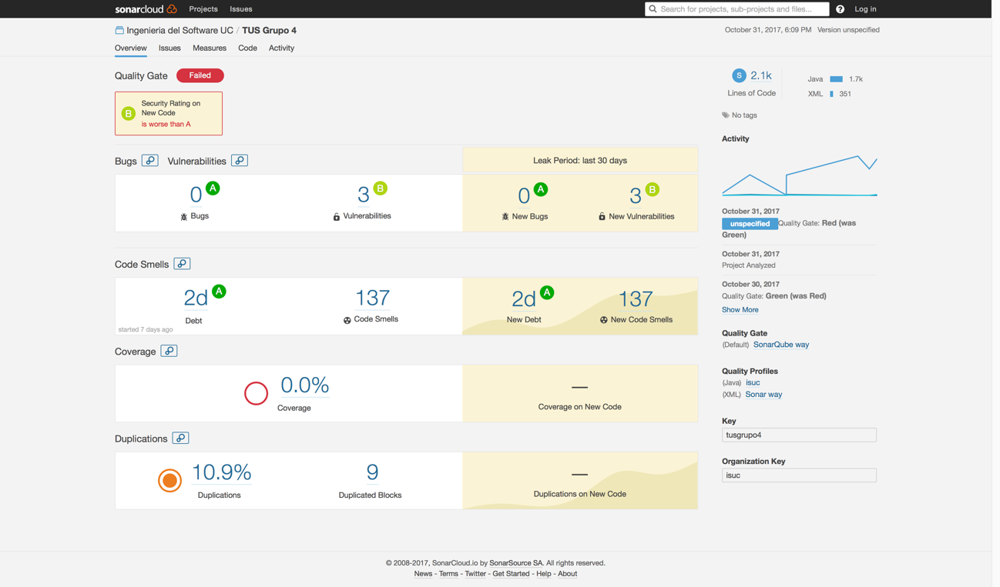 sonarcloud Projects Issues Search for projects, sub-projects and files... ? Log in
Ingenieria del Software UC / TUS Grupo 4 October 31, 2017, 6:09 PM Version unspecified
Overview Issues Measures Code Activity
Quality Gate Failed
B Security Rating on
New Code
is worse than A
Bugs Vulnerabilities
Leak Period: last 30 days
0 A 3 B
Bugs Vulnerabilities
0 A 3 B
New Bugs New Vulnerabilities
Code Smells
2d A 137
Debt Code Smells
started 7 days ago
2d A 137
New Debt New Code Smells
Coverage
0.0%
Coverage
—
Coverage on New Code
Duplications
10.9% 9
Duplications Duplicated Blocks
—
Duplications on New Code
S 2.1k
Lines of Code
Java 1.7k
XML 351
No tags
Activity
October 31, 2017
unspecified Quality Gate: Red (was
Green)
October 31, 2017
Project Analyzed
October 30, 2017
Quality Gate: Green (was Red)
Show More
Quality Gate
(Default) SonarQube way
Quality Profiles
(Java) isuc
(XML) Sonar way
Key
tusgrupo4
Organization Key
isuc
© 2008-2017, SonarCloud.io by SonarSource SA. All rights reserved.
News - Terms - Twitter - Get Started - Help - About